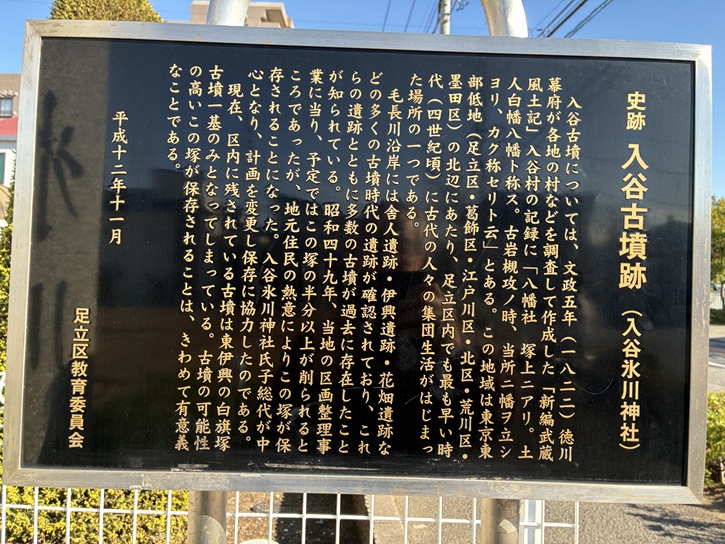 史跡 入谷古墳跡(入谷氷川神社)
入谷古墳については、文政五年(一八二二)徳川
幕府が各地の村などを調査して作成した「新編武蔵
風土記」入谷村の記録に「八幡社 塚上ニアリ。土
人白幡八幡ト称ス。古岩槻攻ノ時、当所ニ幡ヲ立シ
ヨリ、カク称セリト云」とある。この地域は東京東
部低地(足立区・葛飾区・江戸川区・北区・荒川区・
墨田区)の北辺にあたり、足立区内でも最も早い時
代(四世紀頃)に古代の人々の集団生活がはじまっ
た場所の一つである。
毛長川沿岸には舎人遺跡・伊興遺跡・花畑遺跡な
どの多くの古墳時代の遺跡が確認されており、これ
らの遺跡とともに多数の古墳が過去に存在したこと
が知られている。昭和四十九年、当地の区画整理事
業に当り、予定ではこの塚の半分以上が削られると
ころであったが、地元住民の熱意によりこの塚が保
存されることになった。入谷氷川神社氏子総代が中
心となり、計画を変更し保存に協力したのである。
現在、区内に残されている古墳は東伊興の白旗塚
古墳一基のみとなってしまっている。古墳の可能性
の高いこの塚が保存されることは、きわめて有意義
なことである。
平成十二年十一月
足立区教育委員会